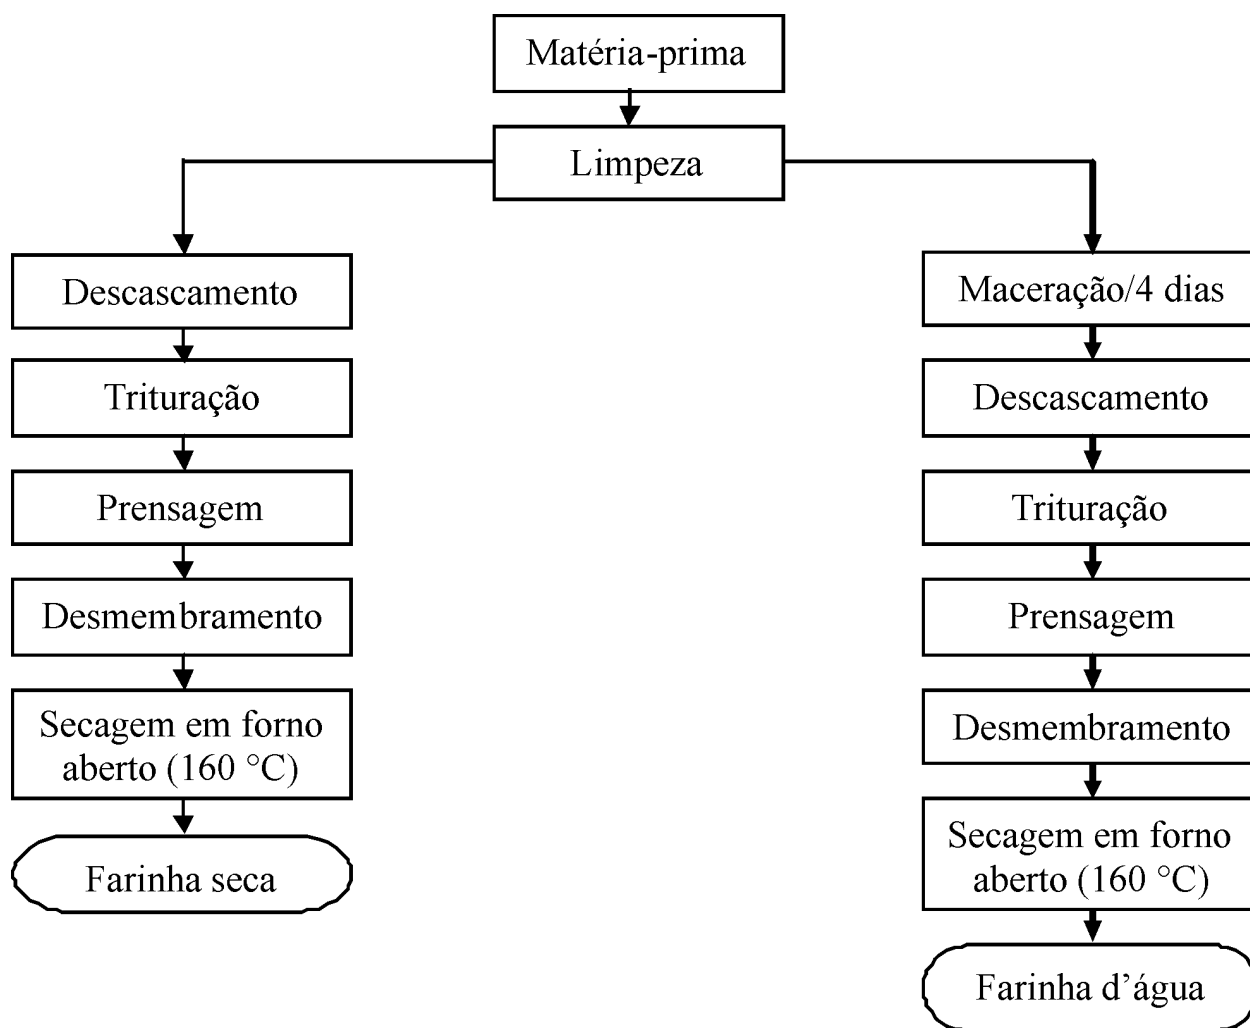 Matéria-prima
Limpeza
Descascamento
Trituração
Prensagem
Desmembramento
Secagem em forno
aberto (160 °C)
Farinha seca
Maceração/4 dias
Descascamento
Trituração
Prensagem
Desmembramento
Secagem em forno
aberto (160 °C)
Farinha d’água